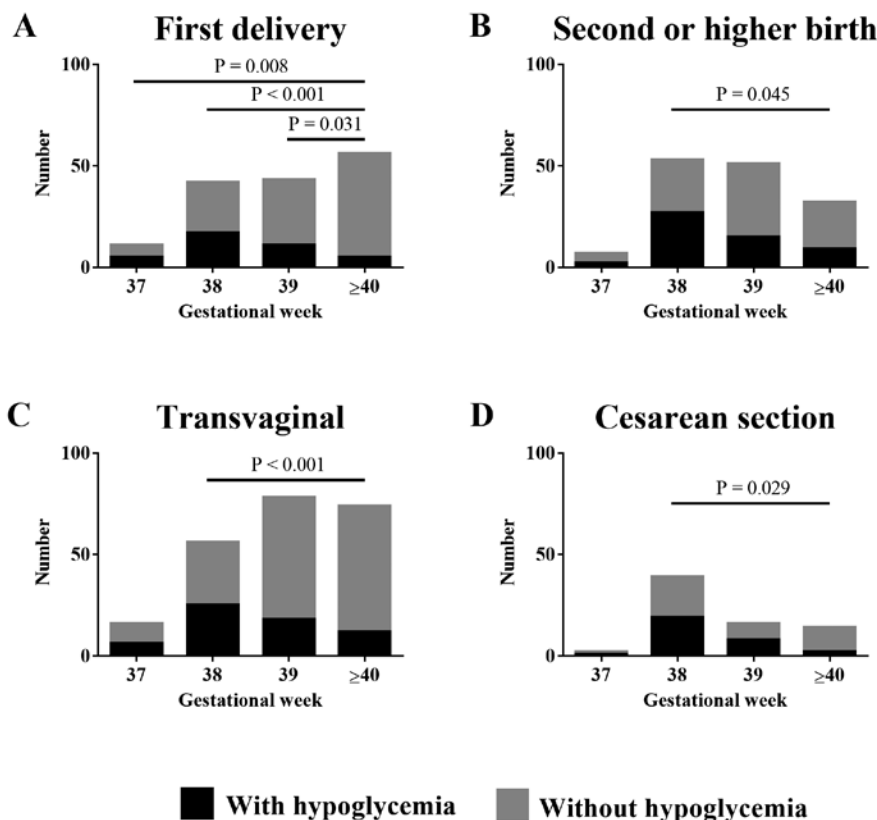 A First delivery
100
P = 0.008
P < 0.001
P = 0.031
50
0
Number
37 38 39 ≥40
Gestational week
B Second or higher birth
100
P = 0.045
50
0
Number
37 38 39 ≥40
Gestational week
C Transvaginal
100
P < 0.001
50
0
Number
37 38 39 ≥40
Gestational week
D Cesarean section
100
P = 0.029
50
0
Number
37 38 39 ≥40
Gestational week
With hypoglycemia Without hypoglycemia